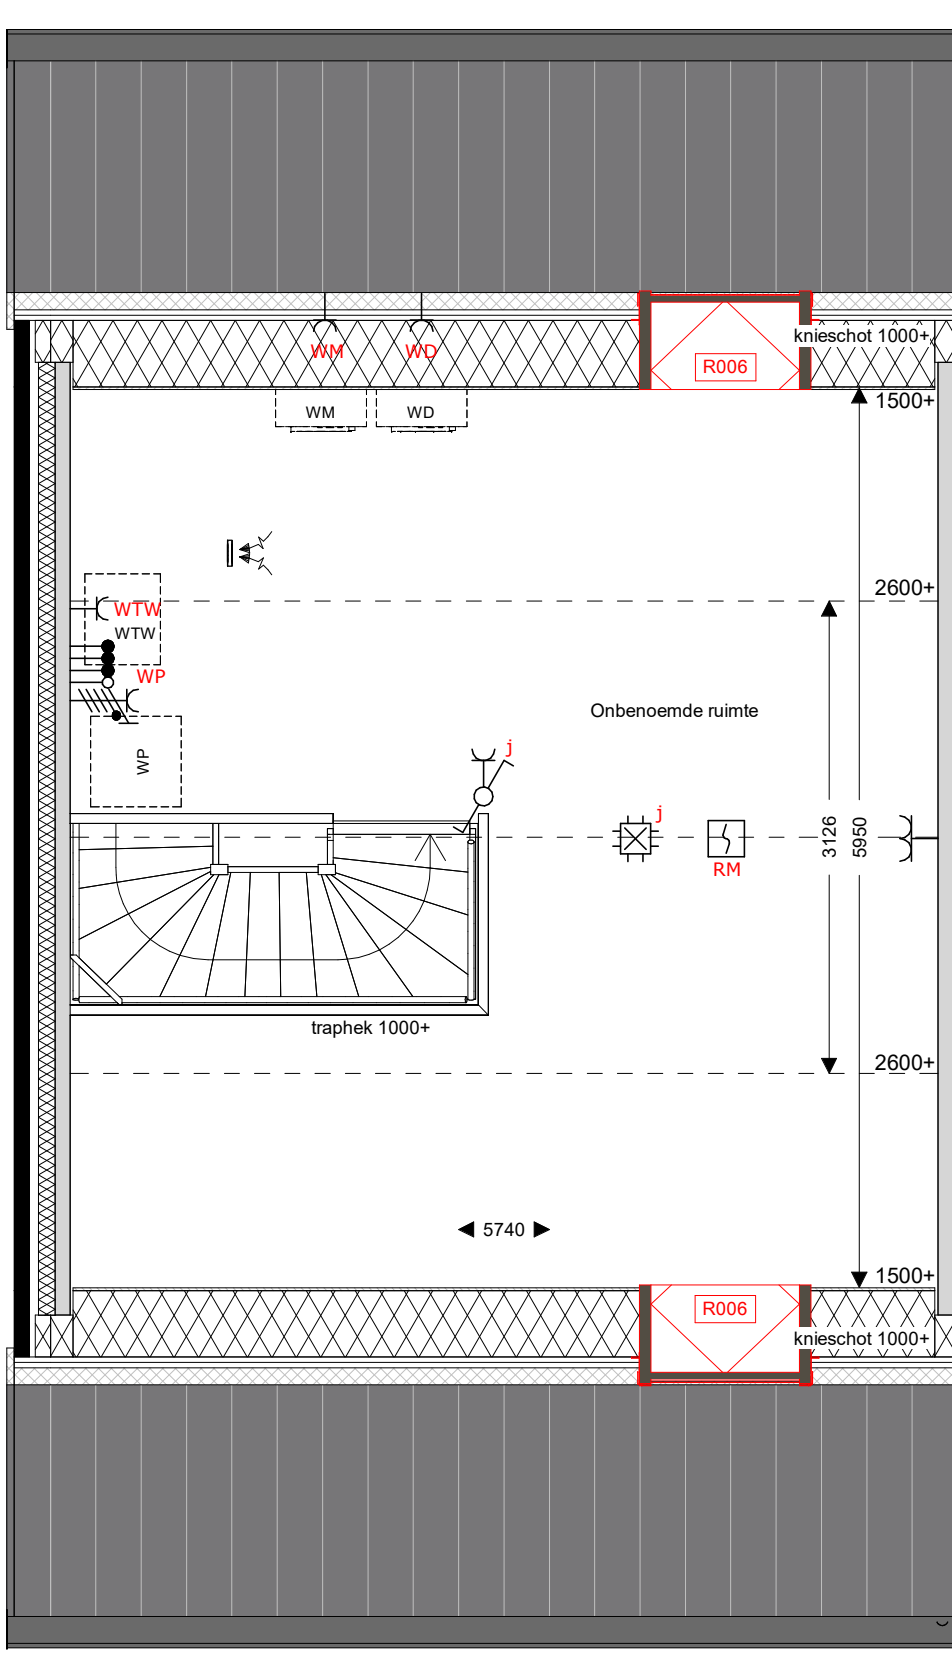 WM
WD
R006
knieschot 1000+
1500+
WM
WD
2600+
WTW
WTW
WP
Onbenoemde ruimte
WP
j
j
RM
3126
5950
traphek 1000+
2600+
5740
1500+
R006
knieschot 1000+